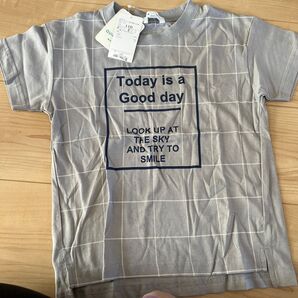 Today is a
Good day
LOOK UP AT
THE SKY
AND TRY TO
SMILE